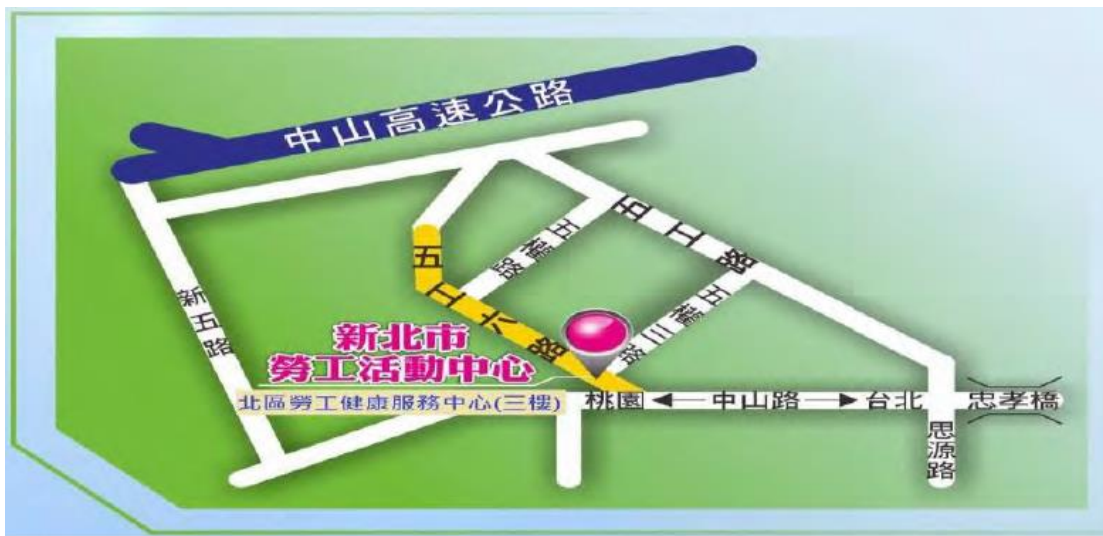 中山高速公路
五工路
五權路
五工六路
五權三路
新五路
新北市
勞工活動中心
北區勞工健康服務中心(三樓)
桃園 ← 中山路 → 台北
忠孝橋
思源路